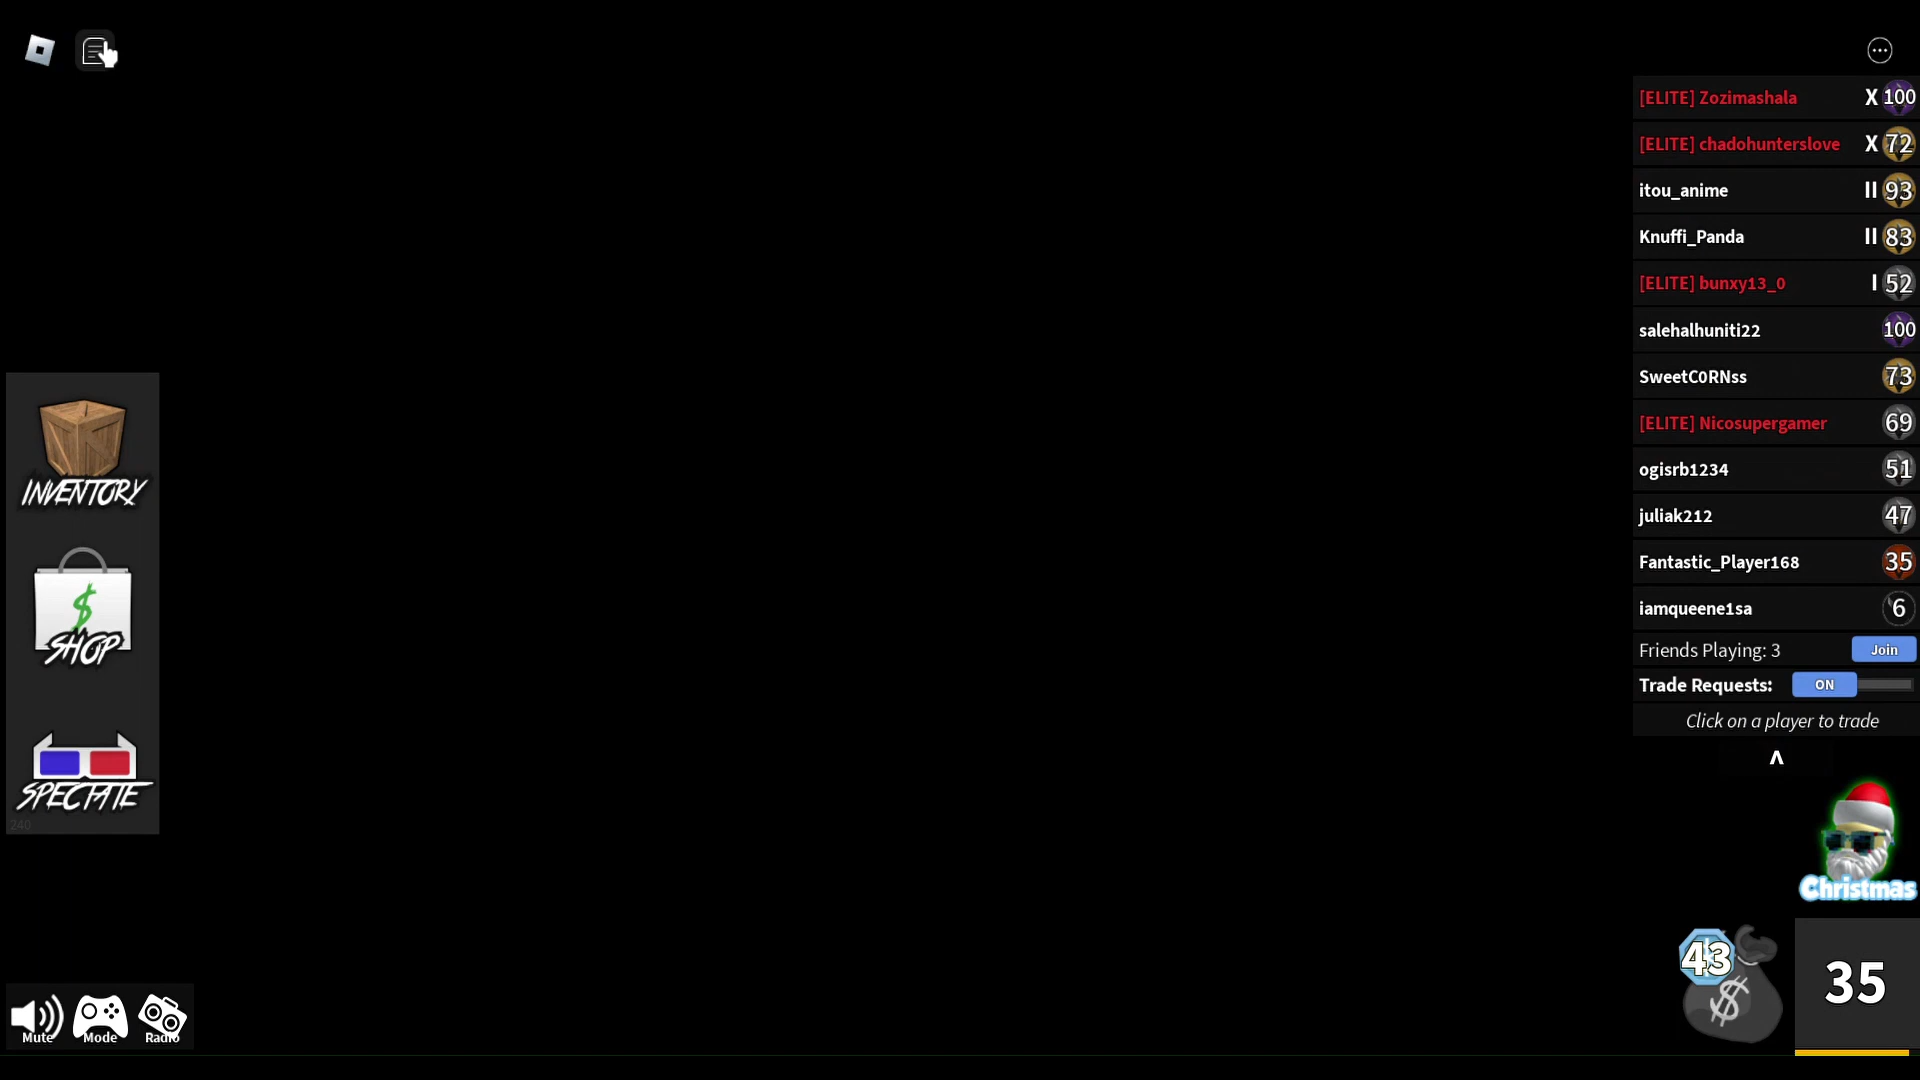 [ELITE] Zozimashala X 100
[ELITE] chadohunterslove X 72
itou_anime II 93
Knuffi_Panda II 83
[ELITE] bunxy13_0 I 52
salehalhuniti22 100
SweetC0RNss 73
[ELITE] Nicosupergamer 69
ogisrb1234 51
juliak212 47
Fantastic_Player168 35
iamqueene1sa 6
Friends Playing: 3 Join
Trade Requests: ON
Click on a player to trade
INVENTORY
$
SHOP
SPECTATE
240
Christmas
43
$
35
Mute Mode Radio